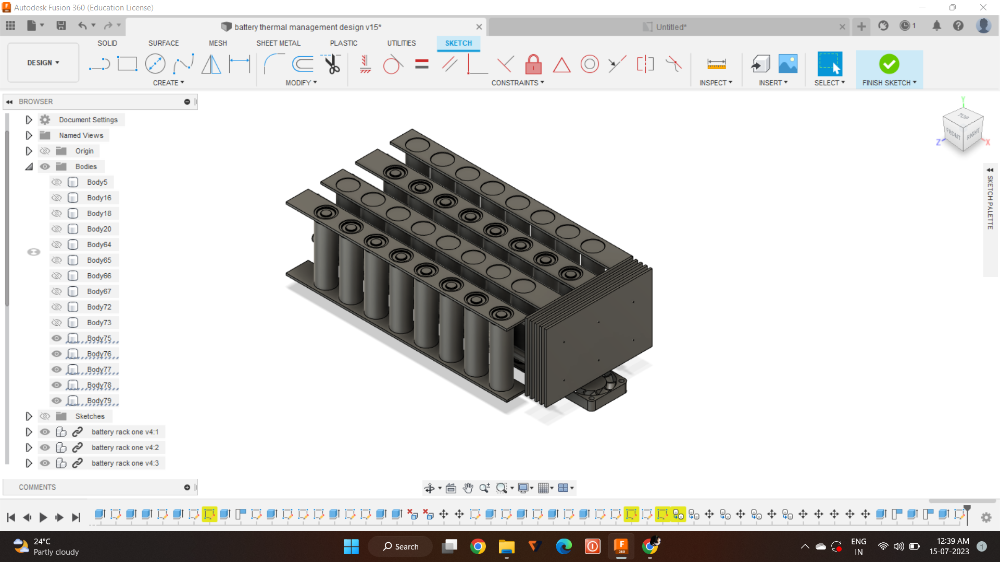 Autodesk Fusion 360 (Education License)
battery thermal management design v15*
Untitled*
1
DESIGN
SOLID
SURFACE
MESH
SHEET METAL
PLASTIC
UTILITIES
SKETCH
CREATE
MODIFY
CONSTRAINTS
INSPECT
INSERT
SELECT
FINISH SKETCH
BROWSER
Document Settings
Named Views
Origin
Bodies
Body5
Body16
Body18
Body20
Body64
Body65
Body66
Body67
Body72
Body73
Body75
Body76
Body77
Body78
Body79
Sketches
battery rack one v4:1
battery rack one v4:2
battery rack one v4:3
COMMENTS
Y
TOP
FRONT
RIGHT
Z
X
SKETCH PALETTE
24°C
Partly cloudy
Search
F
360
ENG
IN
12:39 AM
15-07-2023
1